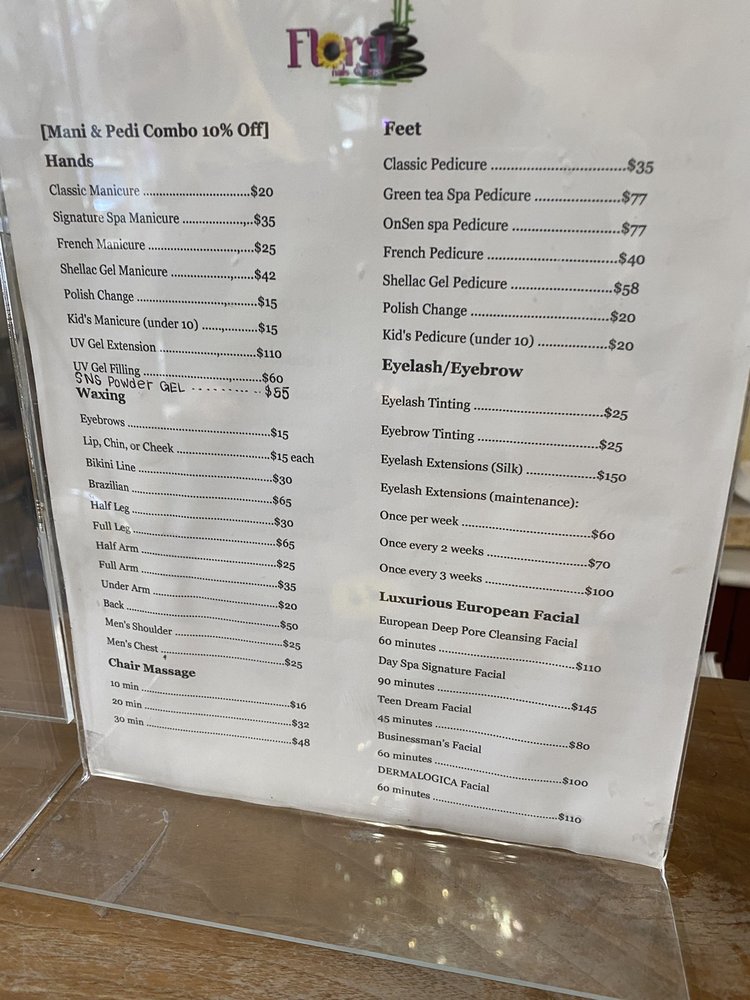 Flora
nails & spa
[Mani & Pedi Combo 10% Off]
Hands
Classic Manicure ..........................$20
Signature Spa Manicure ..................$35
French Manicure ..........................$25
Shellac Gel Manicure ....................$42
Polish Change .............................$15
Kid's Manicure (under 10) .............$15
UV Gel Extension ........................$110
UV Gel Filling .............................$60
SNS Powder GEL ............ $55
Waxing
Eyebrows ....................................$15
Lip, Chin, or Cheek .......................$15 each
Bikini Line ..................................$30
Brazilian .....................................$65
Half Leg ......................................$30
Full Leg .......................................$65
Half Arm .....................................$25
Full Arm ......................................$35
Under Arm ..................................$20
Back ...........................................$50
Men's Shoulder ............................$25
Men's Chest .................................$25
Chair Massage
10 min .........................................$16
20 min .........................................$32
30 min .........................................$48
Feet
Classic Pedicure ...................................$35
Green tea Spa Pedicure ...................$77
OnSen spa Pedicure ........................$77
French Pedicure .............................$40
Shellac Gel Pedicure .......................$58
Polish Change ................................$20
Kid's Pedicure (under 10) ................$20
Eyelash/Eyebrow
Eyelash Tinting ..............................$25
Eyebrow Tinting .............................$25
Eyelash Extensions (Silk) .................$150
Eyelash Extensions (maintenance):
Once per week ................................$60
Once every 2 weeks .........................$70
Once every 3 weeks .........................$100
Luxurious European Facial
European Deep Pore Cleansing Facial
60 minutes ....................................$110
Day Spa Signature Facial
90 minutes ....................................$145
Teen Dream Facial
45 minutes ....................................$80
Businessman's Facial
60 minutes ....................................$100
DERMALOGICA Facial
60 minutes ....................................$110